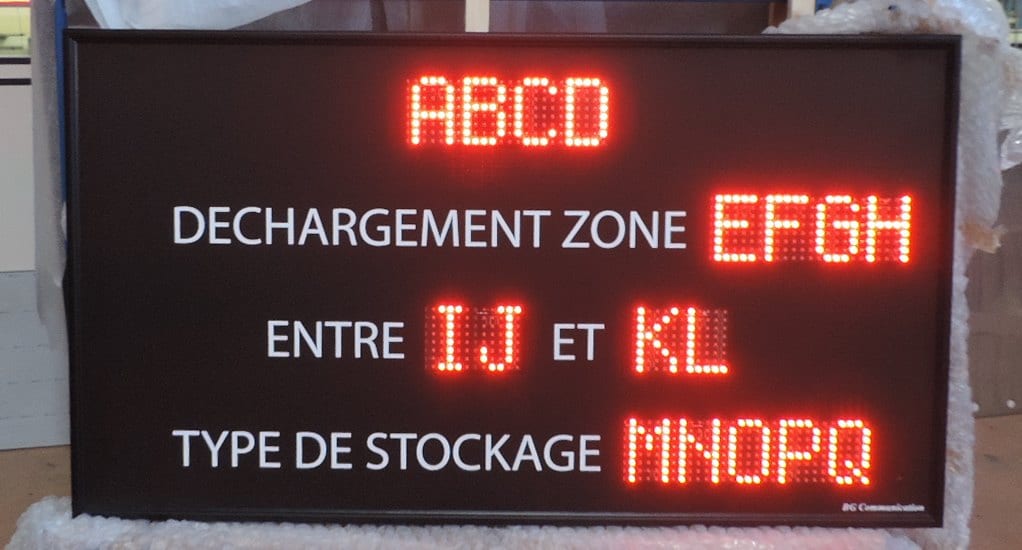 ABCD
DECHARGEMENT ZONE EFGH
ENTRE IJ ET KL
TYPE DE STOCKAGE MNOPQ
BG Communication